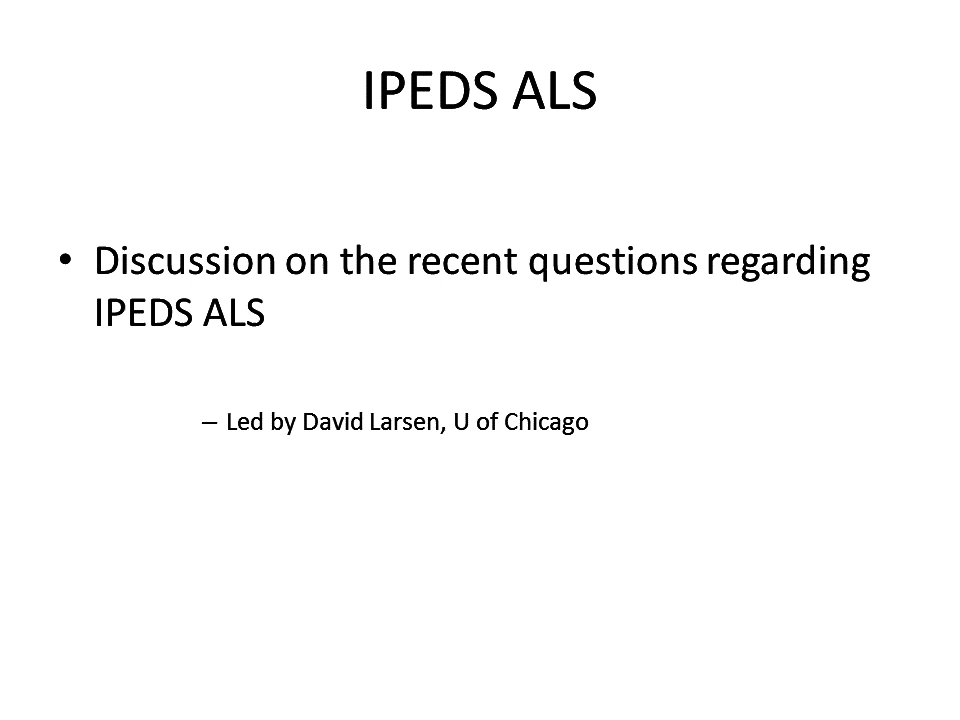 IPEDS ALS
• Discussion on the recent questions regarding
IPEDS ALS
– Led by David Larsen, U of Chicago